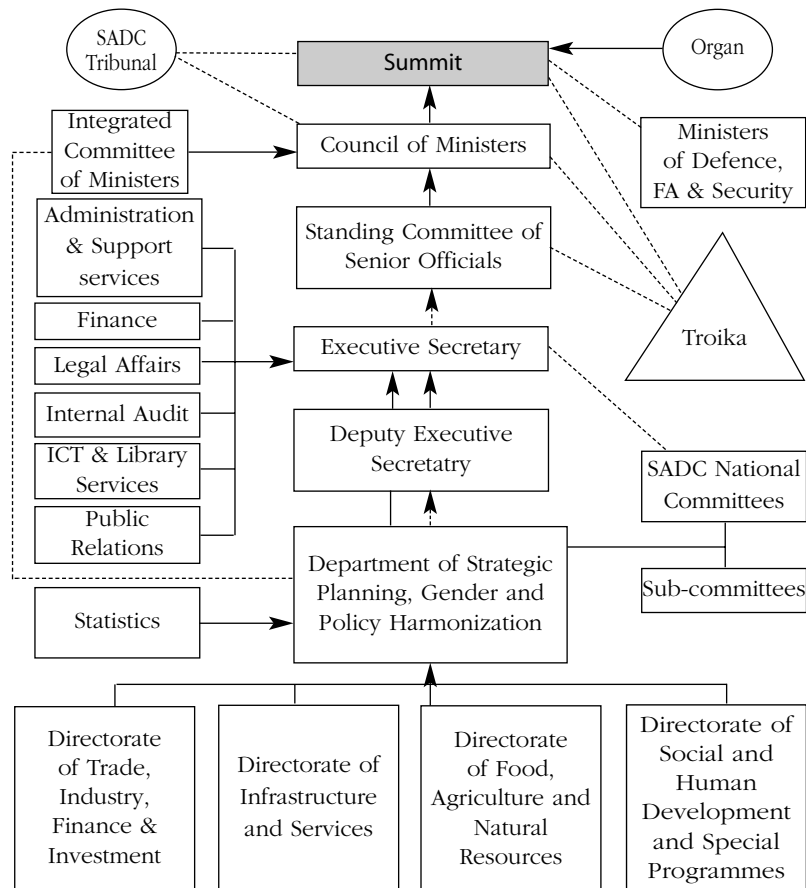 SADC
Tribunal
Summit
Organ
Integrated
Committee
of Ministers
Council of Ministers
Ministers
of Defence,
FA & Security
Administration
& Support
services
Standing Committee of
Senior Officials
Troika
Finance
Executive Secretary
Legal Affairs
Internal Audit
Deputy Executive
Secretatry
ICT & Library
Services
SADC National
Committees
Public
Relations
Department of Strategic
Planning, Gender and
Policy Harmonization
Sub-committees
Statistics
Directorate
of Trade,
Industry,
Finance &
Investment
Directorate of
Infrastructure
and Services
Directorate
of Food,
Agriculture and
Natural
Resources
Directorate of
Social and
Human
Development
and Special
Programmes